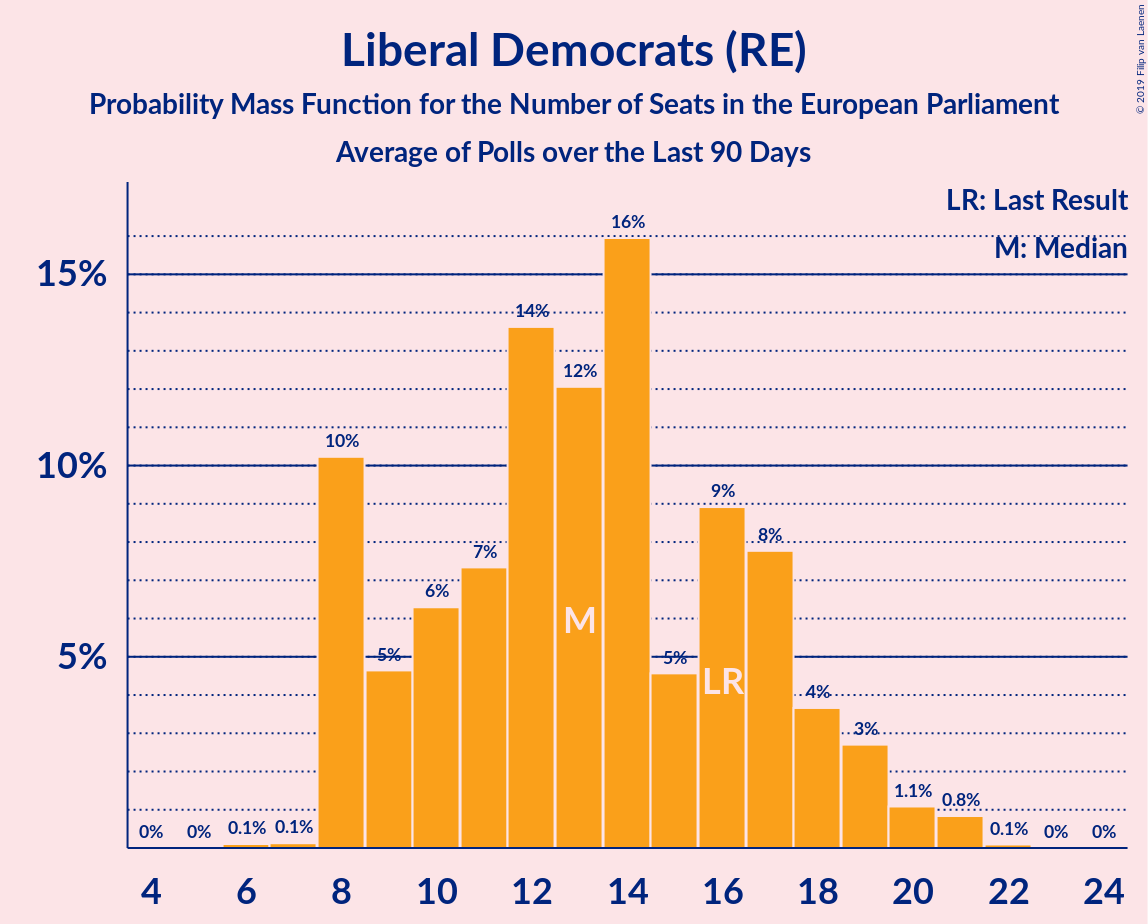 Liberal Democrats (RE)
Probability Mass Function for the Number of Seats in the European Parliament
Average of Polls over the Last 90 Days
© 2019 Filip van Laenen
LR: Last Result
M: Median
15%
10%
5%
0% 0% 0.1% 0.1% 10% 5% 6% 7% 14% 12% 16% 5% 9% 8% 4% 3% 1.1% 0.8% 0.1% 0% 0%
M
LR
4 6 8 10 12 14 16 18 20 22 24